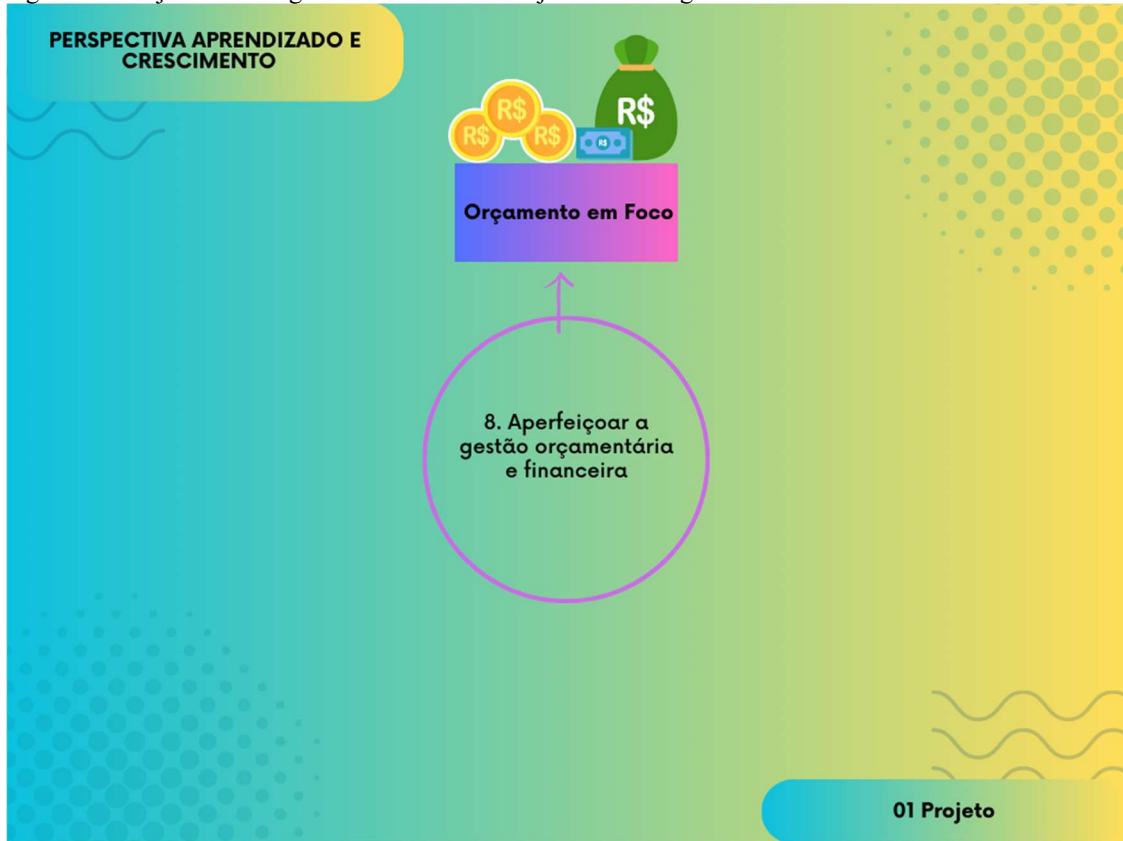 PERSPECTIVA APRENDIZADO E
CRESCIMENTO
R$
R$
R$
R$
R$
Orçamento em Foco
8. Aperfeiçoar a
gestão orçamentária
e financeira
01 Projeto